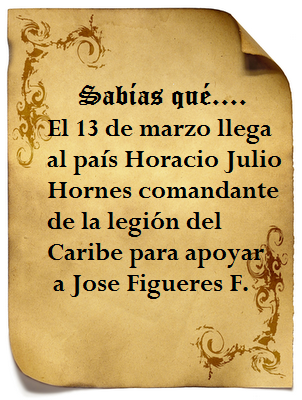 Sabías qué....
El 13 de marzo llega
al país Horacio Julio
Hornes comandante
de la legión del
Caribe para apoyar
a Jose Figueres F.